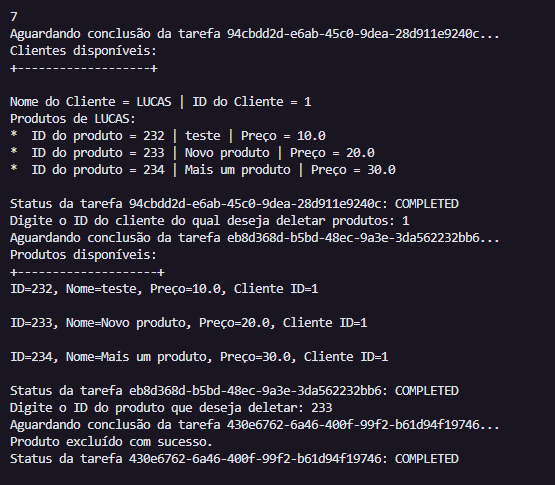 7
Aguardando conclusão da tarefa 94cbdd2d-e6ab-45c0-9dea-28d911e9240c...
Clientes disponíveis:
+-------------------+
Nome do Cliente = LUCAS | ID do Cliente = 1
Produtos de LUCAS:
*  ID do produto = 232 | teste | Preço = 10.0
*  ID do produto = 233 | Novo produto | Preço = 20.0
*  ID do produto = 234 | Mais um produto | Preço = 30.0
Status da tarefa 94cbdd2d-e6ab-45c0-9dea-28d911e9240c: COMPLETED
Digite o ID do cliente do qual deseja deletar produtos: 1
Aguardando conclusão da tarefa eb8d368d-b5bd-48ec-9a3e-3da562232bb6...
Produtos disponíveis:
+--------------------+
ID=232, Nome=teste, Preço=10.0, Cliente ID=1
ID=233, Nome=Novo produto, Preço=20.0, Cliente ID=1
ID=234, Nome=Mais um produto, Preço=30.0, Cliente ID=1
Status da tarefa eb8d368d-b5bd-48ec-9a3e-3da562232bb6: COMPLETED
Digite o ID do produto que deseja deletar: 233
Aguardando conclusão da tarefa 430e6762-6a46-400f-99f2-b61d94f19746...
Produto excluído com sucesso.
Status da tarefa 430e6762-6a46-400f-99f2-b61d94f19746: COMPLETED